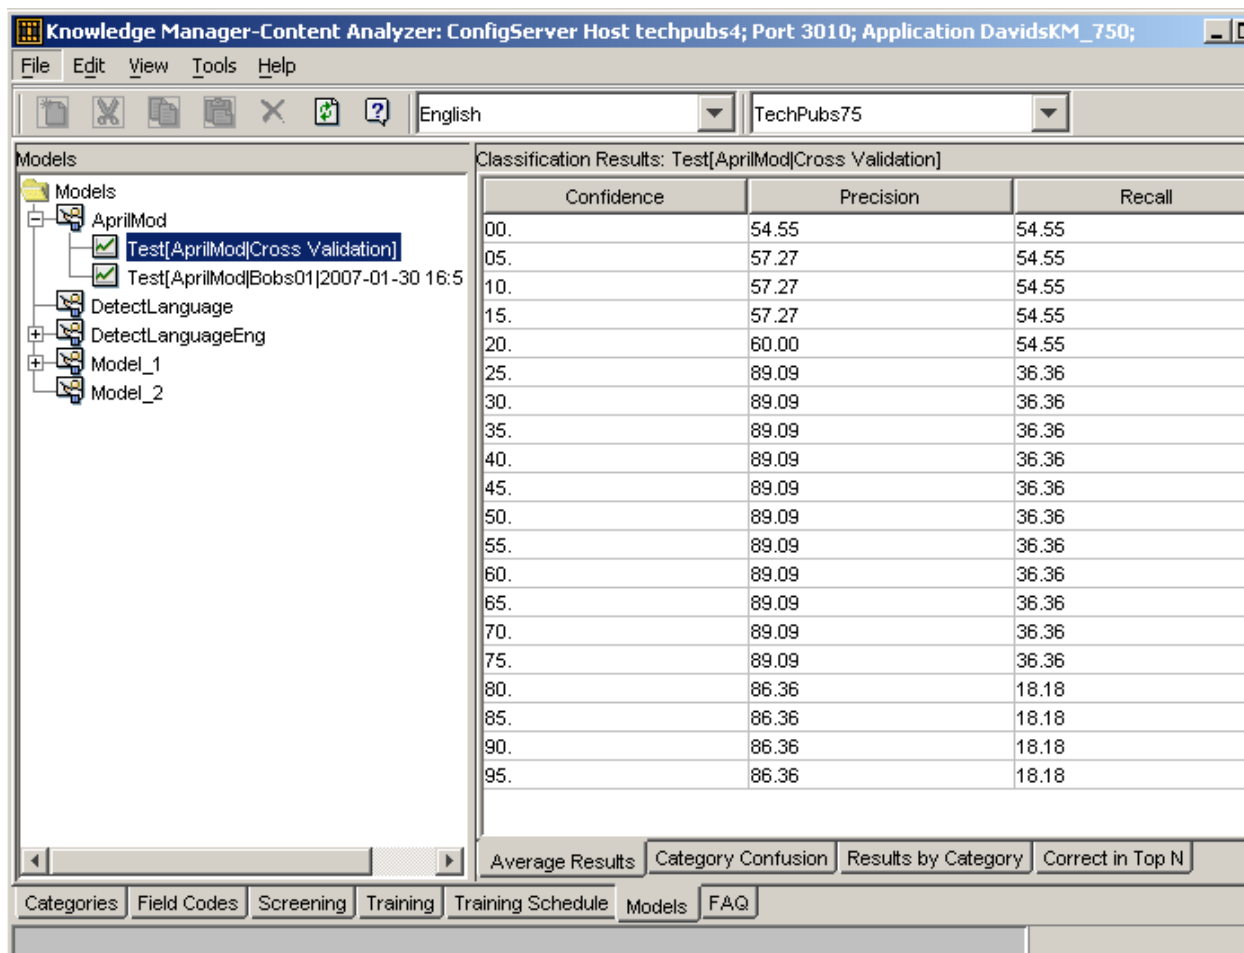 Knowledge Manager-Content Analyzer: ConfigServer Host techpubs4; Port 3010; Application DavidsKM_750;
File Edit View Tools Help
English TechPubs75
Models
Models
AprilMod
Test[AprilMod|Cross Validation]
Test[AprilMod|Bobs01|2007-01-30 16:5
DetectLanguage
DetectLanguageEng
Model_1
Model_2
Classification Results: Test[AprilMod|Cross Validation]
Confidence Precision Recall
00. 54.55 54.55
05. 57.27 54.55
10. 57.27 54.55
15. 57.27 54.55
20. 60.00 54.55
25. 89.09 36.36
30. 89.09 36.36
35. 89.09 36.36
40. 89.09 36.36
45. 89.09 36.36
50. 89.09 36.36
55. 89.09 36.36
60. 89.09 36.36
65. 89.09 36.36
70. 89.09 36.36
75. 89.09 36.36
80. 86.36 18.18
85. 86.36 18.18
90. 86.36 18.18
95. 86.36 18.18
Average Results Category Confusion Results by Category Correct in Top N
Categories Field Codes Screening Training Training Schedule Models FAQ